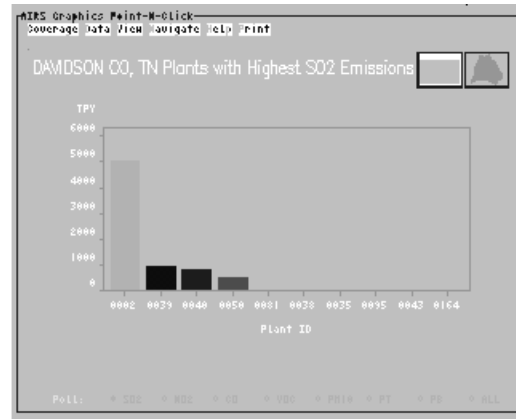 AIRS Graphics Point-N-Click
Coverage Data View Navigate Help Print
DAVIDSON CO, TN Plants with Highest SO2 Emissions
TPY
6000
5000
4000
3000
2000
1000
0
0002 0039 0040 0050 0081 0038 0035 0095 0043 0164
Plant ID
Poll: SO2 NO2 CO VOC PM10 PT PB ALL